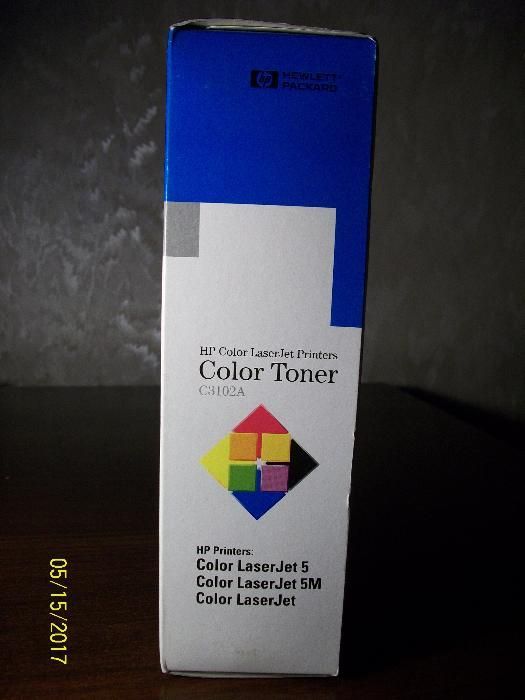 hp HEWLETT®
PACKARD
HP Color LaserJet Printers
Color Toner
C3102A
HP Printers:
Color LaserJet 5
Color LaserJet 5M
Color LaserJet
05/15/2017